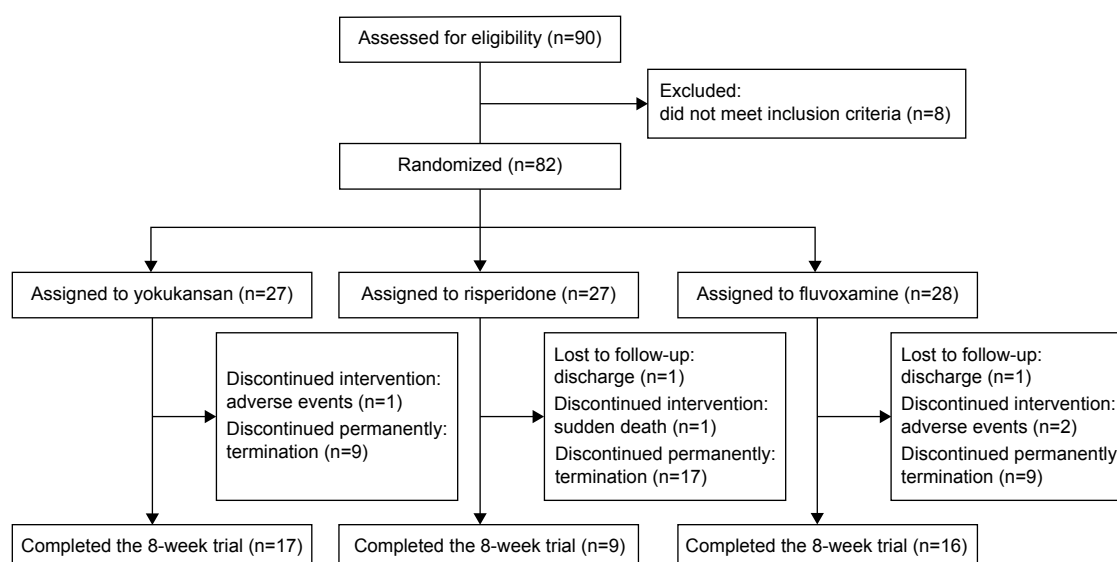 Assessed for eligibility (n=90)
Excluded:
did not meet inclusion criteria (n=8)
Randomized (n=82)
Assigned to yokukansan (n=27)
Assigned to risperidone (n=27)
Assigned to fluvoxamine (n=28)
Discontinued intervention:
adverse events (n=1)
Discontinued permanently:
termination (n=9)
Lost to follow-up:
discharge (n=1)
Discontinued intervention:
sudden death (n=1)
Discontinued permanently:
termination (n=17)
Lost to follow-up:
discharge (n=1)
Discontinued intervention:
adverse events (n=2)
Discontinued permanently:
termination (n=9)
Completed the 8-week trial (n=17)
Completed the 8-week trial (n=9)
Completed the 8-week trial (n=16)